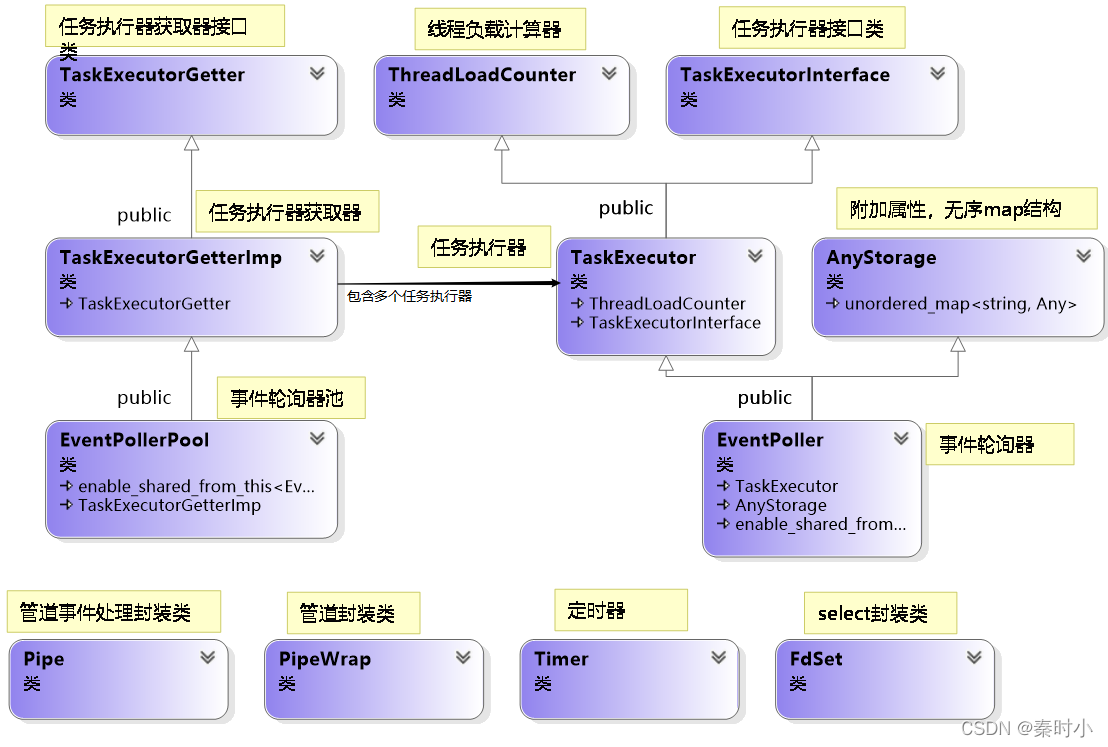 任务执行器获取器接口
类
线程负载计算器
任务执行器接口类
TaskExecutorGetter
类
ThreadLoadCounter
类
TaskExecutorInterface
类
public
任务执行器获取器
public
任务执行器
附加属性，无序map结构
TaskExecutorGetterImp
类
TaskExecutorGetter
包含多个任务执行器
TaskExecutor
类
ThreadLoadCounter
TaskExecutorInterface
AnyStorage
类
unordered_map<string, Any>
public
事件轮询器池
public
EventPollerPool
类
enable_shared_from_this<Ev...
TaskExecutorGetterImp
EventPoller
类
TaskExecutor
AnyStorage
enable_shared_from...
事件轮询器
管道事件处理封装类
管道封装类
定时器
select封装类
Pipe
类
PipeWrap
类
Timer
类
FdSet
类
CSDN @秦时小